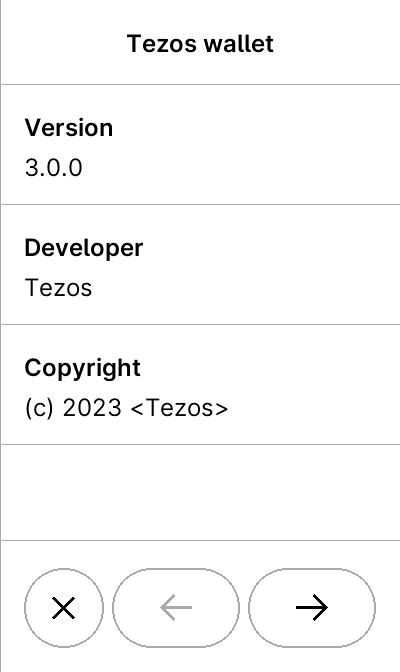 Tezos wallet
Version
3.0.0
Developer
Tezos
Copyright
(c) 2023 <Tezos>